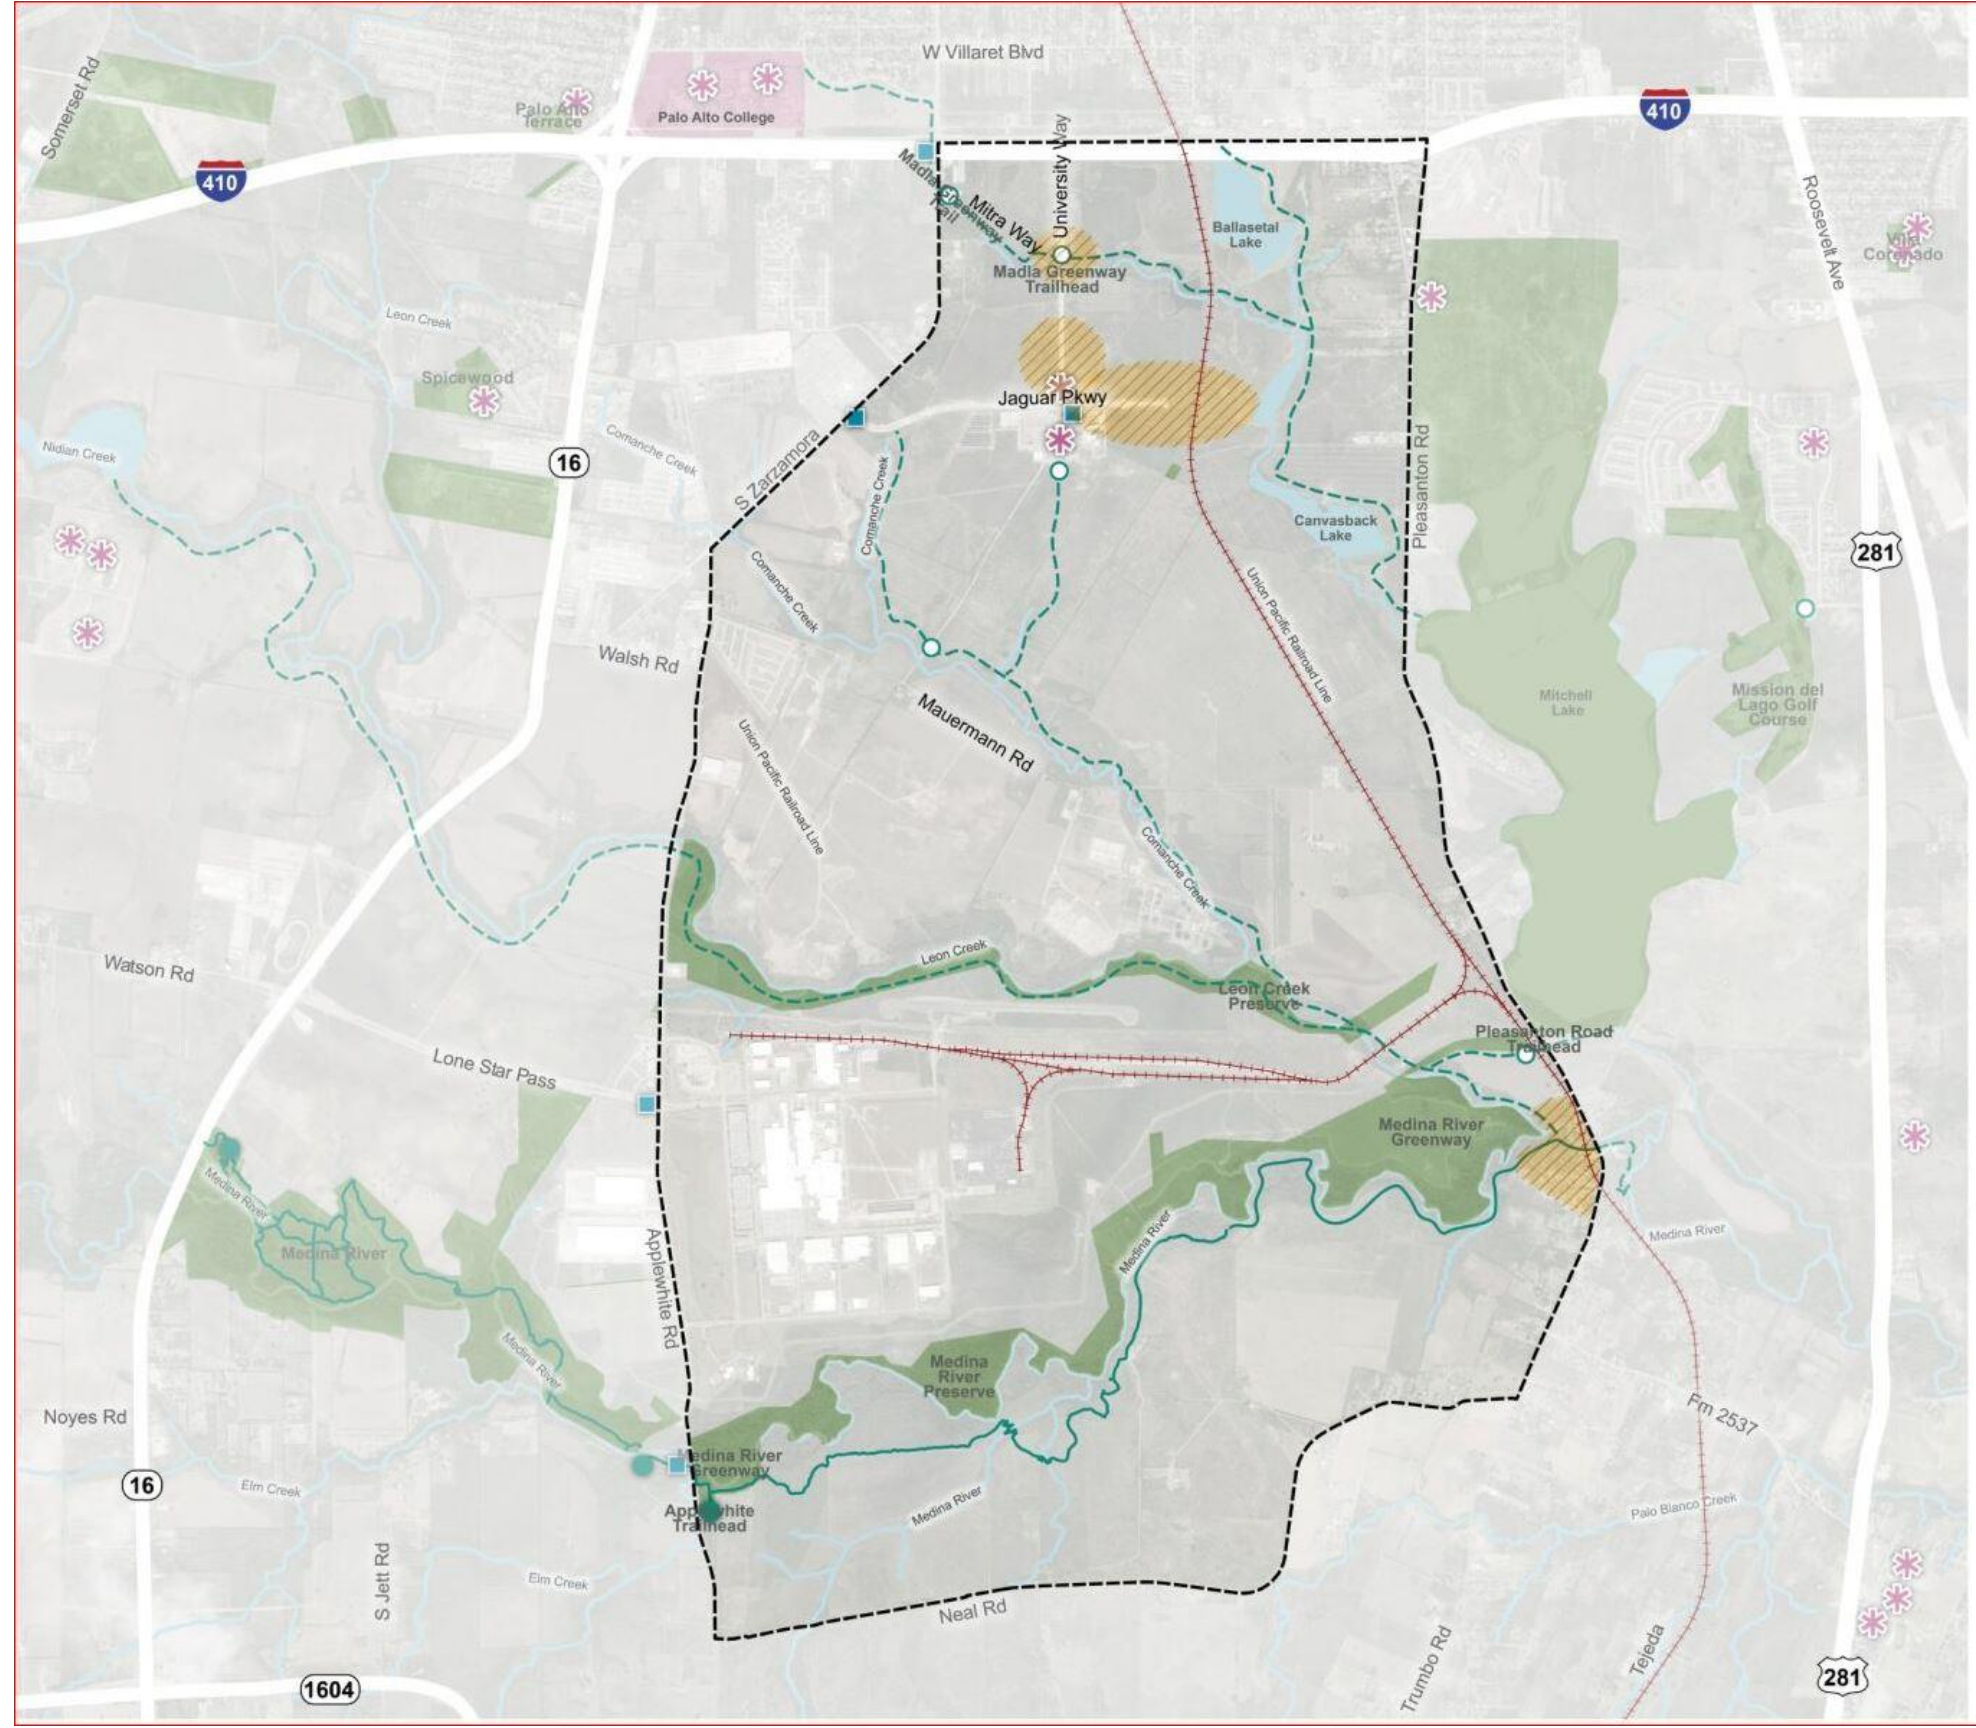 W Villaret Blvd
Somerset Rd
Palo Alto
Terrace
Palo Alto College
410
410
University Way
Madla Greenway
Trail
Mitra Way
Roosevelt Ave
Ballasetal
Lake
Villa
Coronado
Madla Greenway
Trailhead
Leon Creek
Spicewood
Jaguar Pkwy
Nidian Creek
Comanche Creek
16
S Zarzamora
Comanche Creek
Pleasanton Rd
Canvasback
Lake
281
Comanche Creek
Union Pacific Railroad Line
Walsh Rd
Mitchell
Lake
Mission del
Lago Golf
Course
Mauermann Rd
Union Pacific Railroad Line
Comanche Creek
Leon Creek
Watson Rd
Leon Creek
Preserve
Pleasanton Road
Trailhead
Lone Star Pass
Medina River
Greenway
Medina River
Medina River
Medina River
Medina River
Applewhite Rd
Medina River
Medina
River
Preserve
Noyes Rd
Fm 2537
Medina River
Greenway
16
Elm Creek
Medina River
Palo Blanco Creek
Applewhite
Trailhead
S Jett Rd
Elm Creek
Neal Rd
Trumbo Rd
Tejeda
1604
281